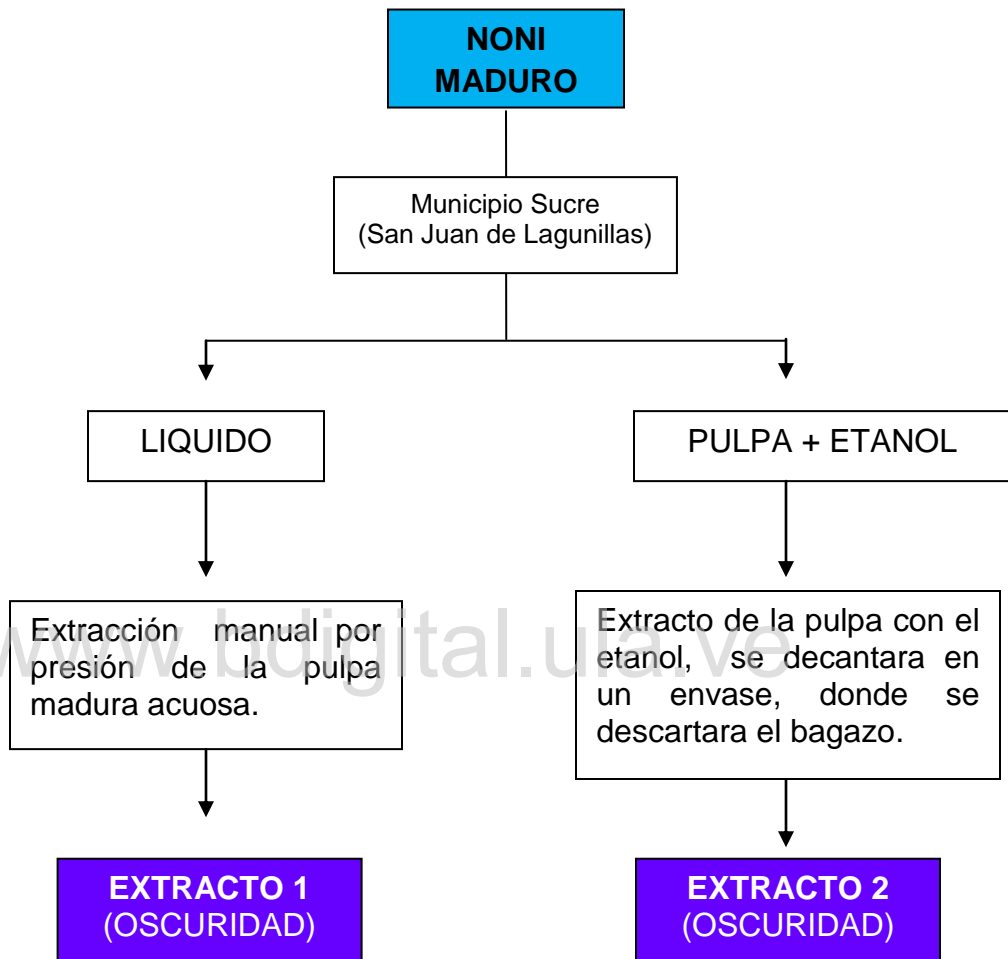 NONI
MADURO
Municipio Sucre
(San Juan de Lagunillas)
LIQUIDO
PULPA + ETANOL
Extracción manual por
presión de la pulpa
madura acuosa.
Extracto de la pulpa con el
etanol, se decantara en
un envase, donde se
descartara el bagazo.
www.bdigital.ula.ve
EXTRACTO 1
(OSCURIDAD)
EXTRACTO 2
(OSCURIDAD)